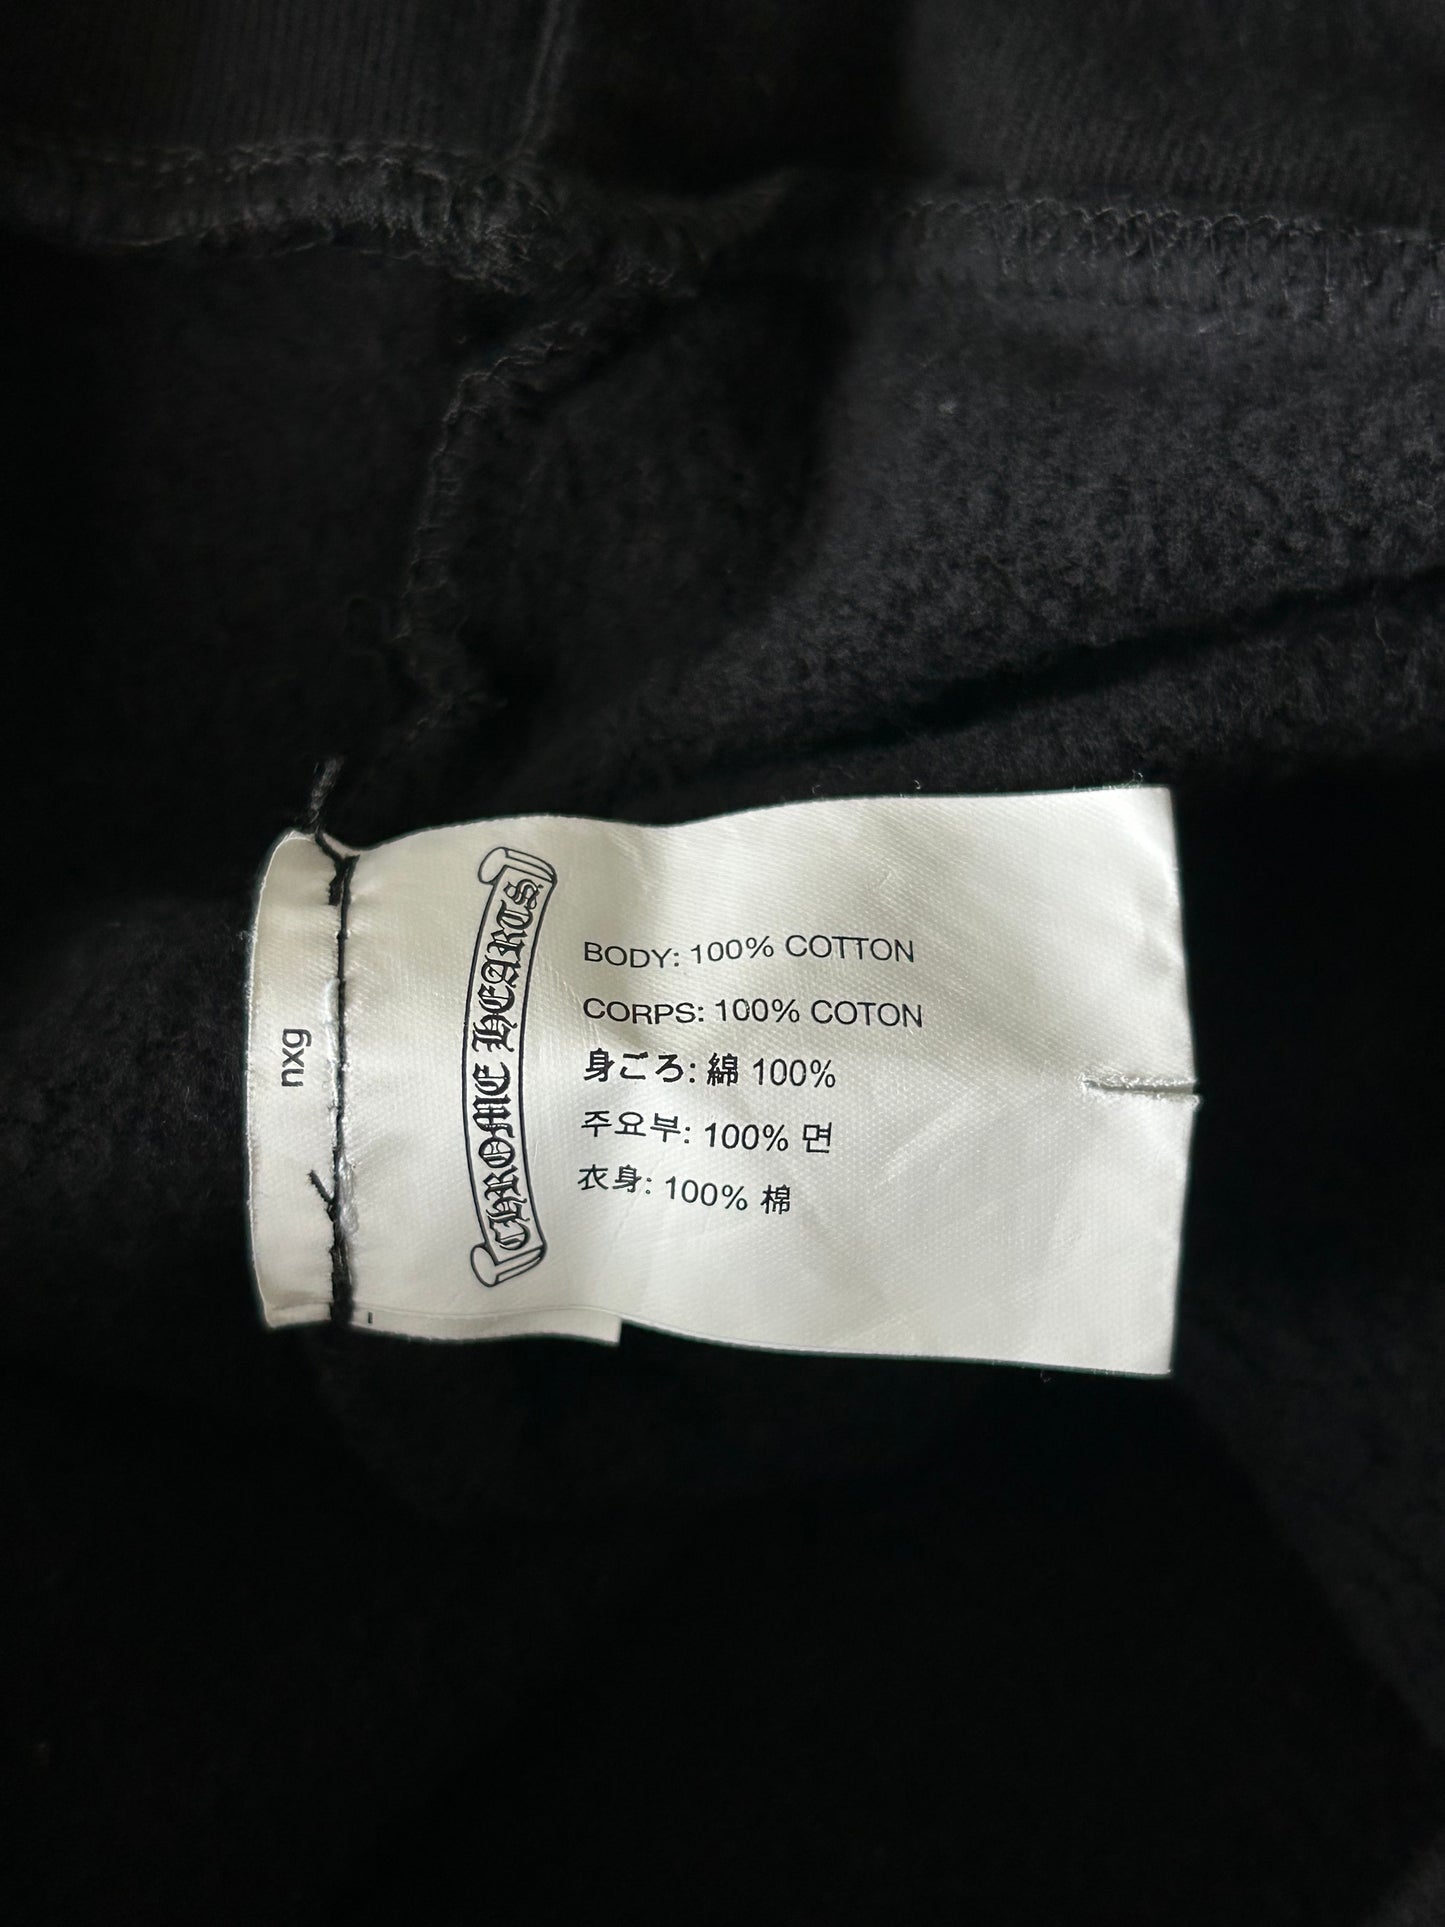 nxg
CHROME HEARTS
BODY: 100% COTTON
CORPS: 100% COTON
身ごろ: 綿 100%
주요부: 100% 면
衣身: 100% 棉